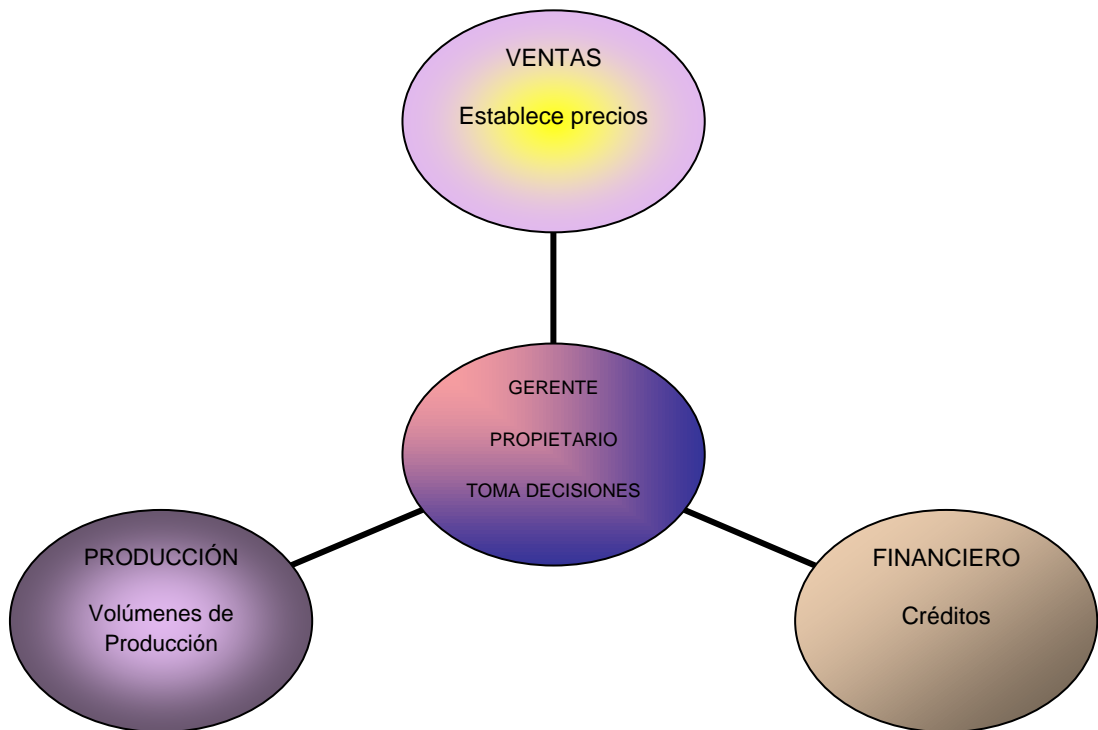 VENTAS
Establece precios
GERENTE
PROPIETARIO
TOMA DECISIONES
PRODUCCIÓN
Volúmenes de
Producción
FINANCIERO
Créditos